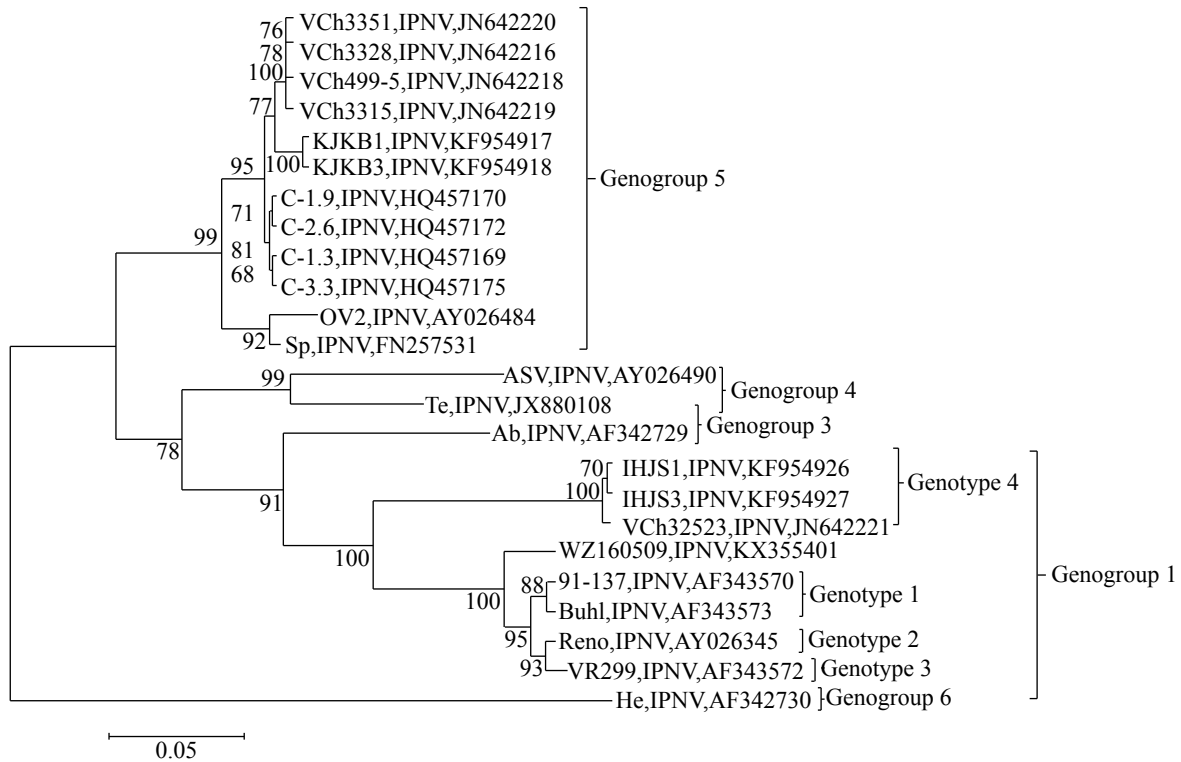 76
VCh3351,IPNV,JN642220
78
VCh3328,IPNV,JN642216
100
VCh499-5,IPNV,JN642218
77
VCh3315,IPNV,JN642219
KJKB1,IPNV,KF954917
95
100
KJKB3,IPNV,KF954918
Genogroup 5
C-1.9,IPNV,HQ457170
71
C-2.6,IPNV,HQ457172
99
81
C-1.3,IPNV,HQ457169
68
C-3.3,IPNV,HQ457175
OV2,IPNV,AY026484
92
Sp,IPNV,FN257531
99
ASV,IPNV,AY026490
Genogroup 4
Te,IPNV,JX880108
Genogroup 3
Ab,IPNV,AF342729
78
70
IHJS1,IPNV,KF954926
Genotype 4
100
IHJS3,IPNV,KF954927
91
VCh32523,IPNV,JN642221
100
WZ160509,IPNV,KX355401
Genogroup 1
88
91-137,IPNV,AF343570
Genotype 1
100
Buhl,IPNV,AF343573
95
Reno,IPNV,AY026345
Genotype 2
93
VR299,IPNV,AF343572
Genotype 3
He,IPNV,AF342730
Genogroup 6
0.05